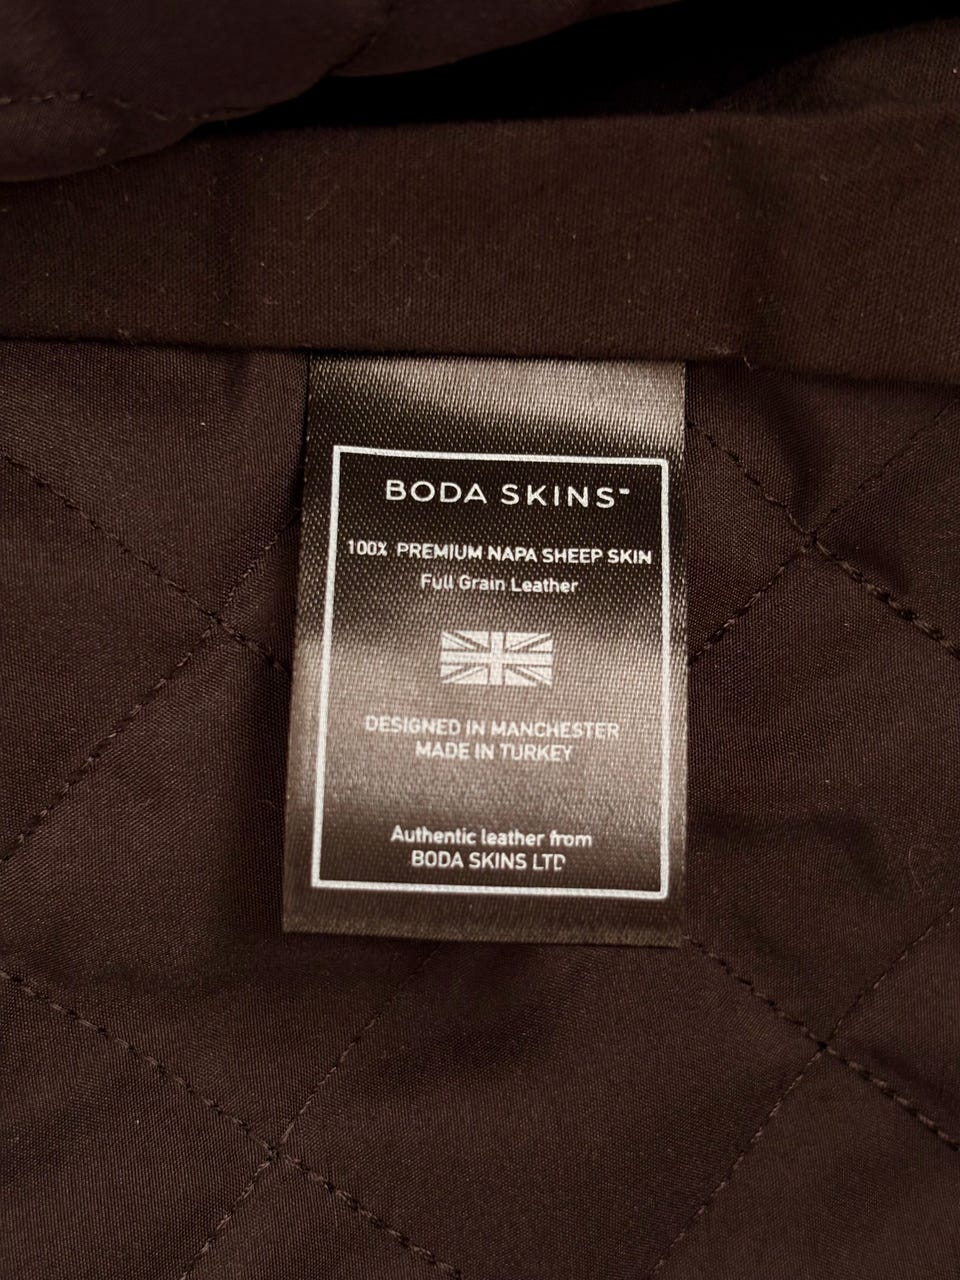 BODA SKINS™
100% PREMIUM NAPA SHEEP SKIN
Full Grain Leather
DESIGNED IN MANCHESTER
MADE IN TURKEY
Authentic leather from
BODA SKINS LTD